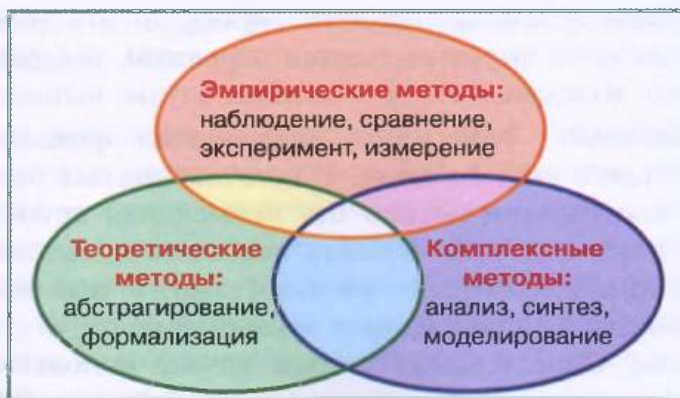 Эмпирические методы:
наблюдение, сравнение,
эксперимент, измерение
Теоретические
методы:
абстрагирование,
формализация
Комплексные
методы:
анализ, синтез,
моделирование